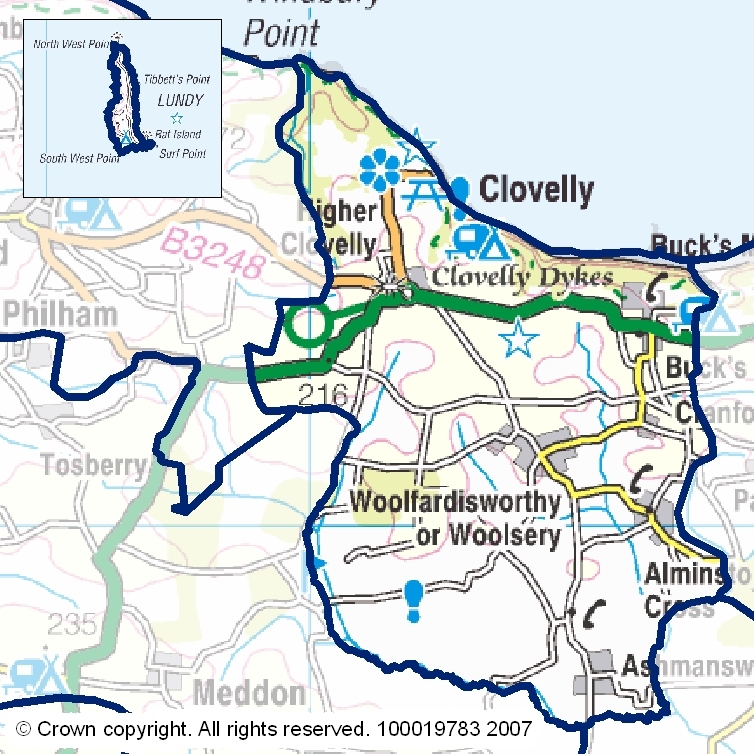 Point
North West Point
Tibbett's Point
LUNDY
Rat Island
South West Point
Surf Point
72
Clovelly
Higher
Clovelly
B3248
Buck's M
Clovelly Dykes
Philham
Buck's
216
Cranfo
Tosberry
Woolfardisworthy
or Woolsery
Pa
Alminsto
Cross
235
Ashmansw
Meddon
© Crown copyright. All rights reserved. 100019783 2007